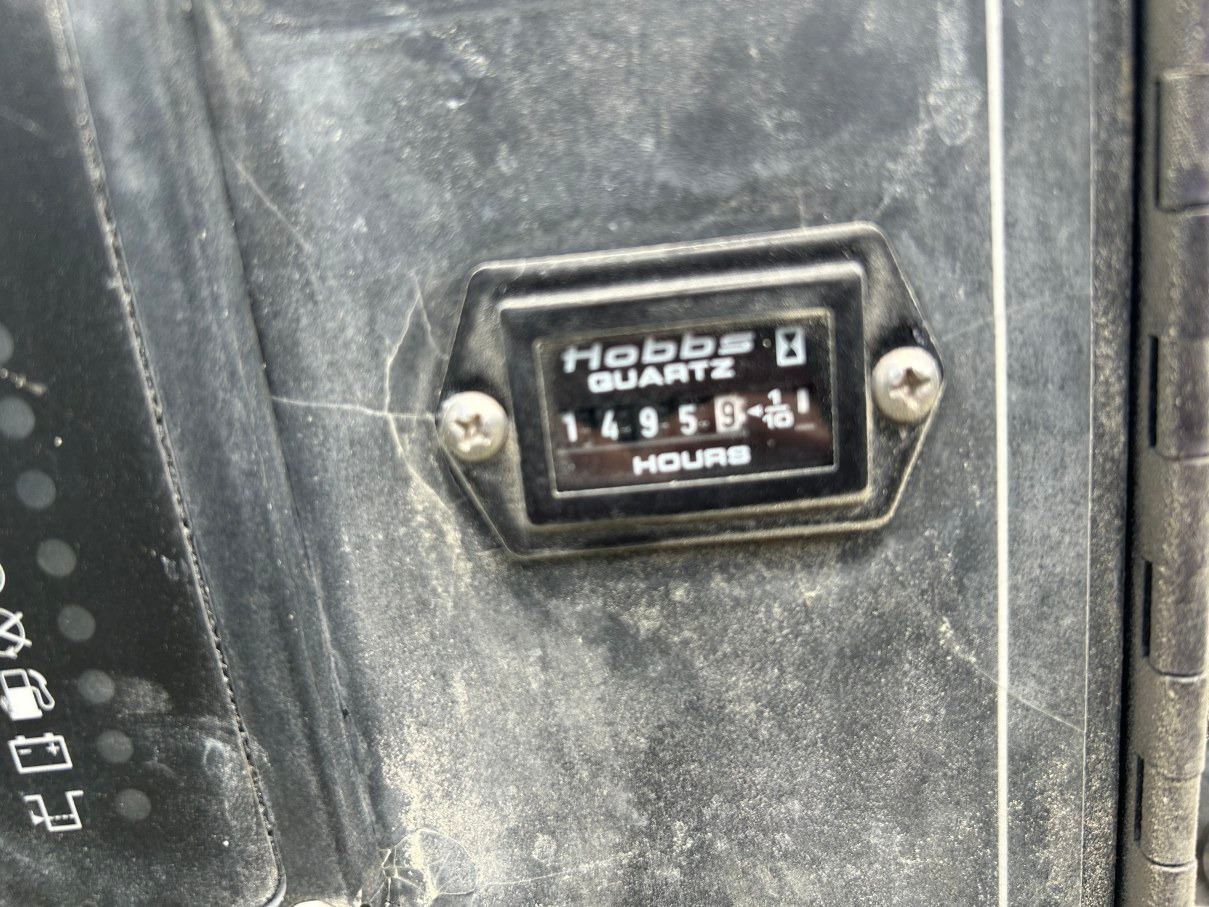 Hobbs
QUARTZ
1 4 9 5 9 < 1/10
HOURS